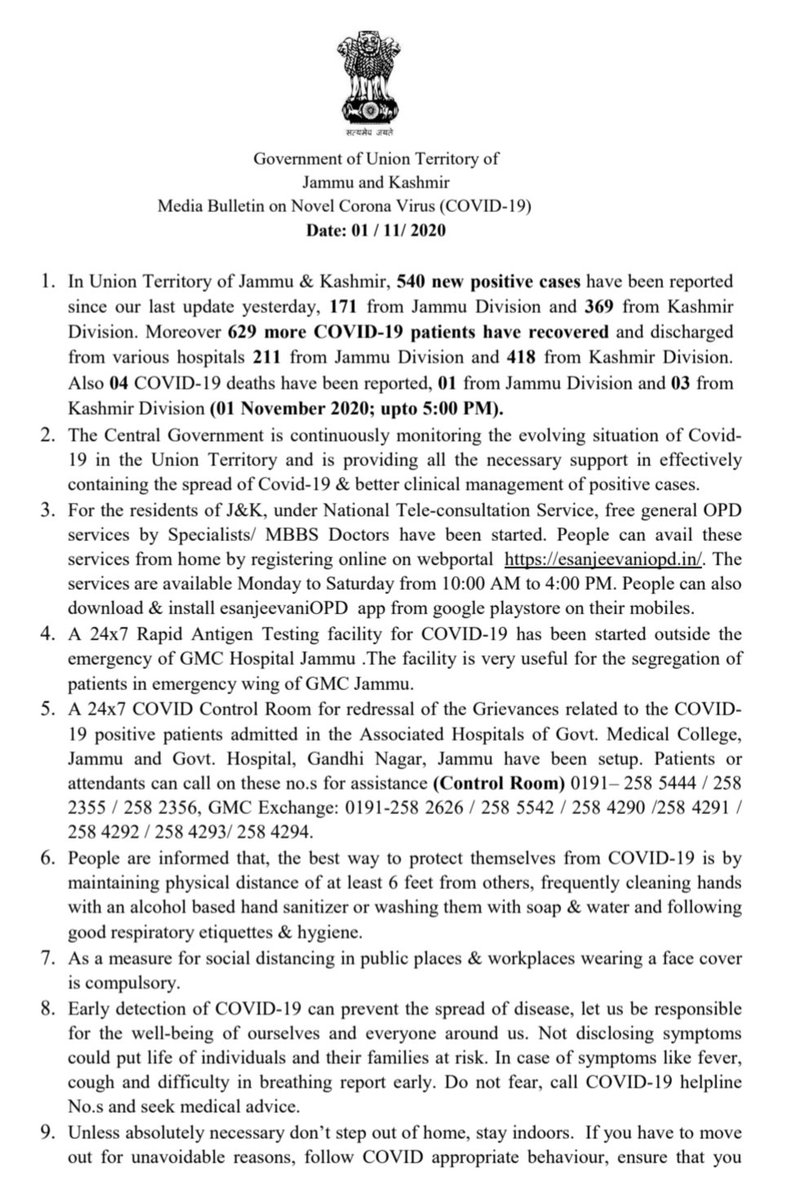 सत्यमेव जयते
Government of Union Territory of
Jammu and Kashmir
Media Bulletin on Novel Corona Virus (COVID-19)
Date: 01 / 11/ 2020
1. In Union Territory of Jammu & Kashmir, 540 new positive cases have been reported
since our last update yesterday, 171 from Jammu Division and 369 from Kashmir
Division. Moreover 629 more COVID-19 patients have recovered and discharged
from various hospitals 211 from Jammu Division and 418 from Kashmir Division.
Also 04 COVID-19 deaths have been reported, 01 from Jammu Division and 03 from
Kashmir Division (01 November 2020; upto 5:00 PM).
2. The Central Government is continuously monitoring the evolving situation of Covid-
19 in the Union Territory and is providing all the necessary support in effectively
containing the spread of Covid-19 & better clinical management of positive cases.
3. For the residents of J&K, under National Tele-consultation Service, free general OPD
services by Specialists/ MBBS Doctors have been started. People can avail these
services from home by registering online on webportal https://esanjeevaniopd.in/. The
services are available Monday to Saturday from 10:00 AM to 4:00 PM. People can also
download & install esanjeevaniOPD app from google playstore on their mobiles.
4. A 24x7 Rapid Antigen Testing facility for COVID-19 has been started outside the
emergency of GMC Hospital Jammu .The facility is very useful for the segregation of
patients in emergency wing of GMC Jammu.
5. A 24x7 COVID Control Room for redressal of the Grievances related to the COVID-
19 positive patients admitted in the Associated Hospitals of Govt. Medical College,
Jammu and Govt. Hospital, Gandhi Nagar, Jammu have been setup. Patients or
attendants can call on these no.s for assistance (Control Room) 0191– 258 5444 / 258
2355 / 258 2356, GMC Exchange: 0191-258 2626 / 258 5542 / 258 4290 /258 4291 /
258 4292 / 258 4293/ 258 4294.
6. People are informed that, the best way to protect themselves from COVID-19 is by
maintaining physical distance of at least 6 feet from others, frequently cleaning hands
with an alcohol based hand sanitizer or washing them with soap & water and following
good respiratory etiquettes & hygiene.
7. As a measure for social distancing in public places & workplaces wearing a face cover
is compulsory.
8. Early detection of COVID-19 can prevent the spread of disease, let us be responsible
for the well-being of ourselves and everyone around us. Not disclosing symptoms
could put life of individuals and their families at risk. In case of symptoms like fever,
cough and difficulty in breathing report early. Do not fear, call COVID-19 helpline
No.s and seek medical advice.
9. Unless absolutely necessary don’t step out of home, stay indoors. If you have to move
out for unavoidable reasons, follow COVID appropriate behaviour, ensure that you